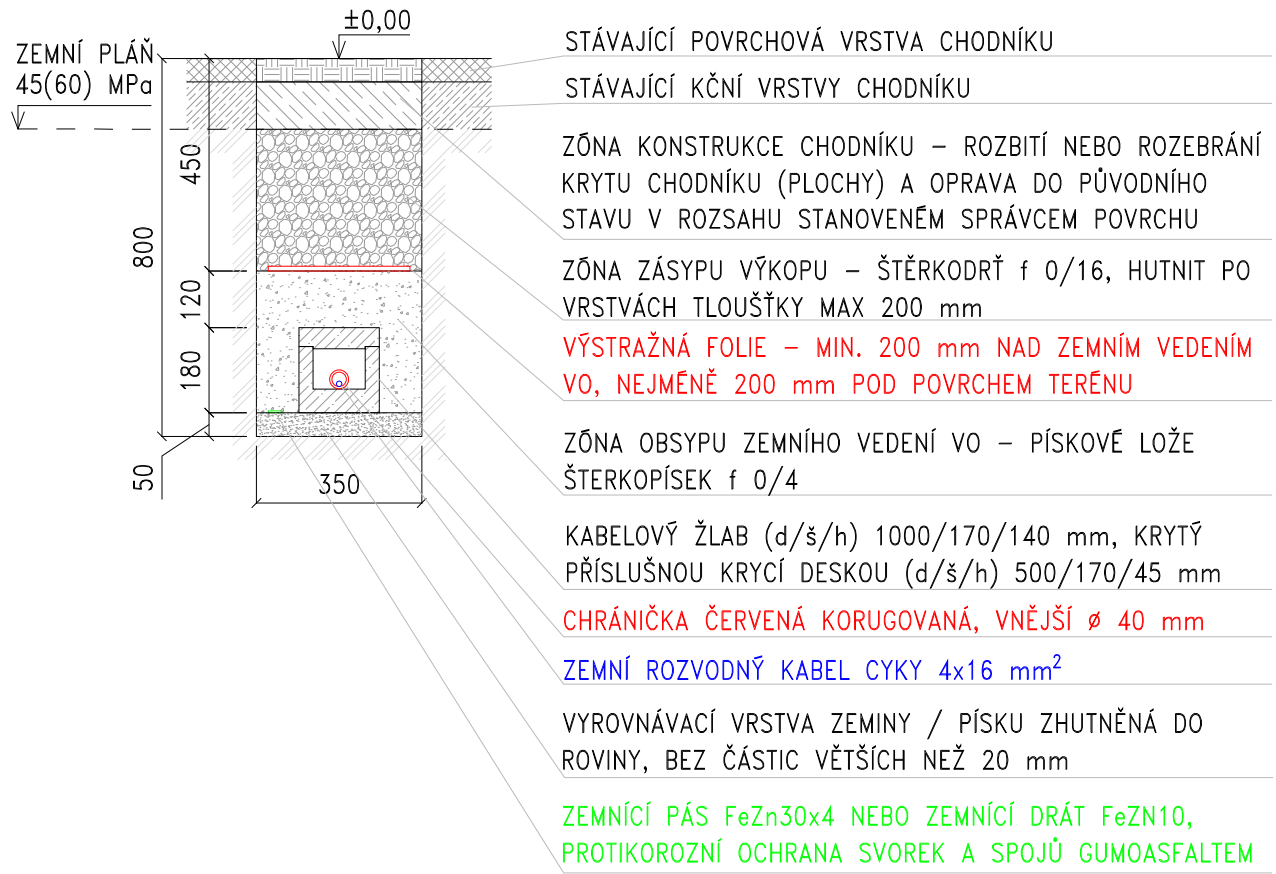 ±0,00
ZEMNÍ PLÁŇ
45(60) MPa
450
800
120
180
50
350
STÁVAJÍCÍ POVRCHOVÁ VRSTVA CHODNÍKU
STÁVAJÍCÍ KČNÍ VRSTVY CHODNÍKU
ZÓNA KONSTRUKCE CHODNÍKU – ROZBITÍ NEBO ROZEBRÁNÍ
KRYTU CHODNÍKU (PLOCHY) A OPRAVA DO PŮVODNÍHO
STAVU V ROZSAHU STANOVENÉM SPRÁVCEM POVRCHU
ZÓNA ZÁSYPU VÝKOPU – ŠTĚRKODRŤ f 0/16, HUTNIT PO
VRSTVÁCH TLOUŠŤKY MAX 200 mm
VÝSTRAŽNÁ FOLIE – MIN. 200 mm NAD ZEMNÍM VEDENÍM
VO, NEJMÉNĚ 200 mm POD POVRCHEM TERÉNU
ZÓNA OBSYPU ZEMNÍHO VEDENÍ VO – PÍSKOVÉ LOŽE
ŠTERKOPÍSEK f 0/4
KABELOVÝ ŽLAB (d/š/h) 1000/170/140 mm, KRYTÝ
PŘÍSLUŠNOU KRYCÍ DESKOU (d/š/h) 500/170/45 mm
CHRÁNIČKA ČERVENÁ KORUGOVANÁ, VNĚJŠÍ ø 40 mm
ZEMNÍ ROZVODNÝ KABEL CYKY 4x16 mm²
VYROVNÁVACÍ VRSTVA ZEMINY / PÍSKU ZHUTNĚNÁ DO
ROVINY, BEZ ČÁSTIC VĚTŠÍCH NEŽ 20 mm
ZEMNÍCÍ PÁS FeZn30x4 NEBO ZEMNÍCÍ DRÁT FeZN10,
PROTIKOROZNÍ OCHRANA SVOREK A SPOJŮ GUMOASFALTEM